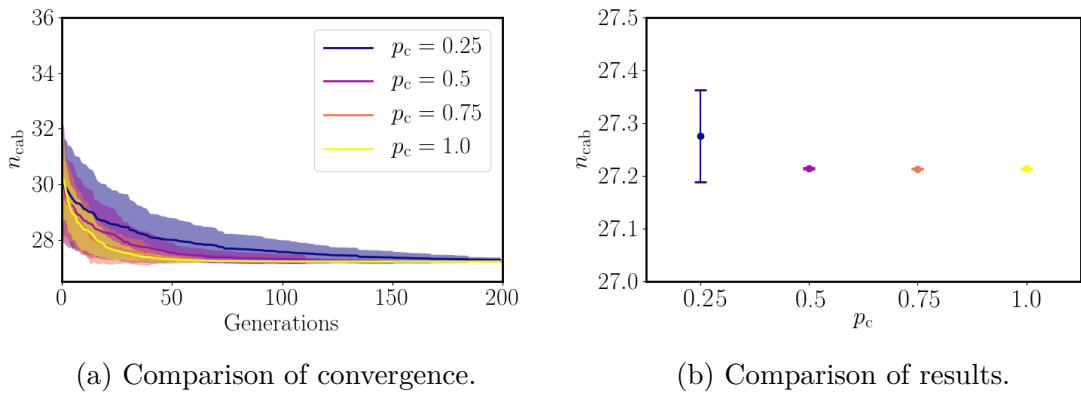 36
34
32
30
28
n_cab
0
50
100
150
200
Generations
p_c = 0.25
p_c = 0.5
p_c = 0.75
p_c = 1.0
(a) Comparison of convergence.
27.5
27.4
27.3
27.2
27.1
27.0
n_cab
0.25
0.5
0.75
1.0
p_c
(b) Comparison of results.